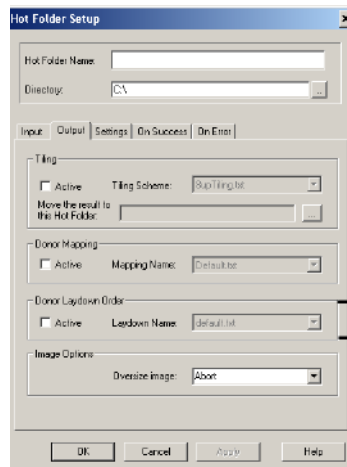 Hot Folder Setup
Hot Folder Name:
Directory: C:\ ...
Input Output Settings On Success On Error
Tiling
Active Tiling Scheme: 8upTiling.txt
Move the result to
this Hot Folder: ...
Donor Mapping
Active Mapping Name: Default.txt
Donor Laydown Order
Active Laydown Name: default.txt
Image Options
Oversize image: Abort
OK Cancel Apply Help